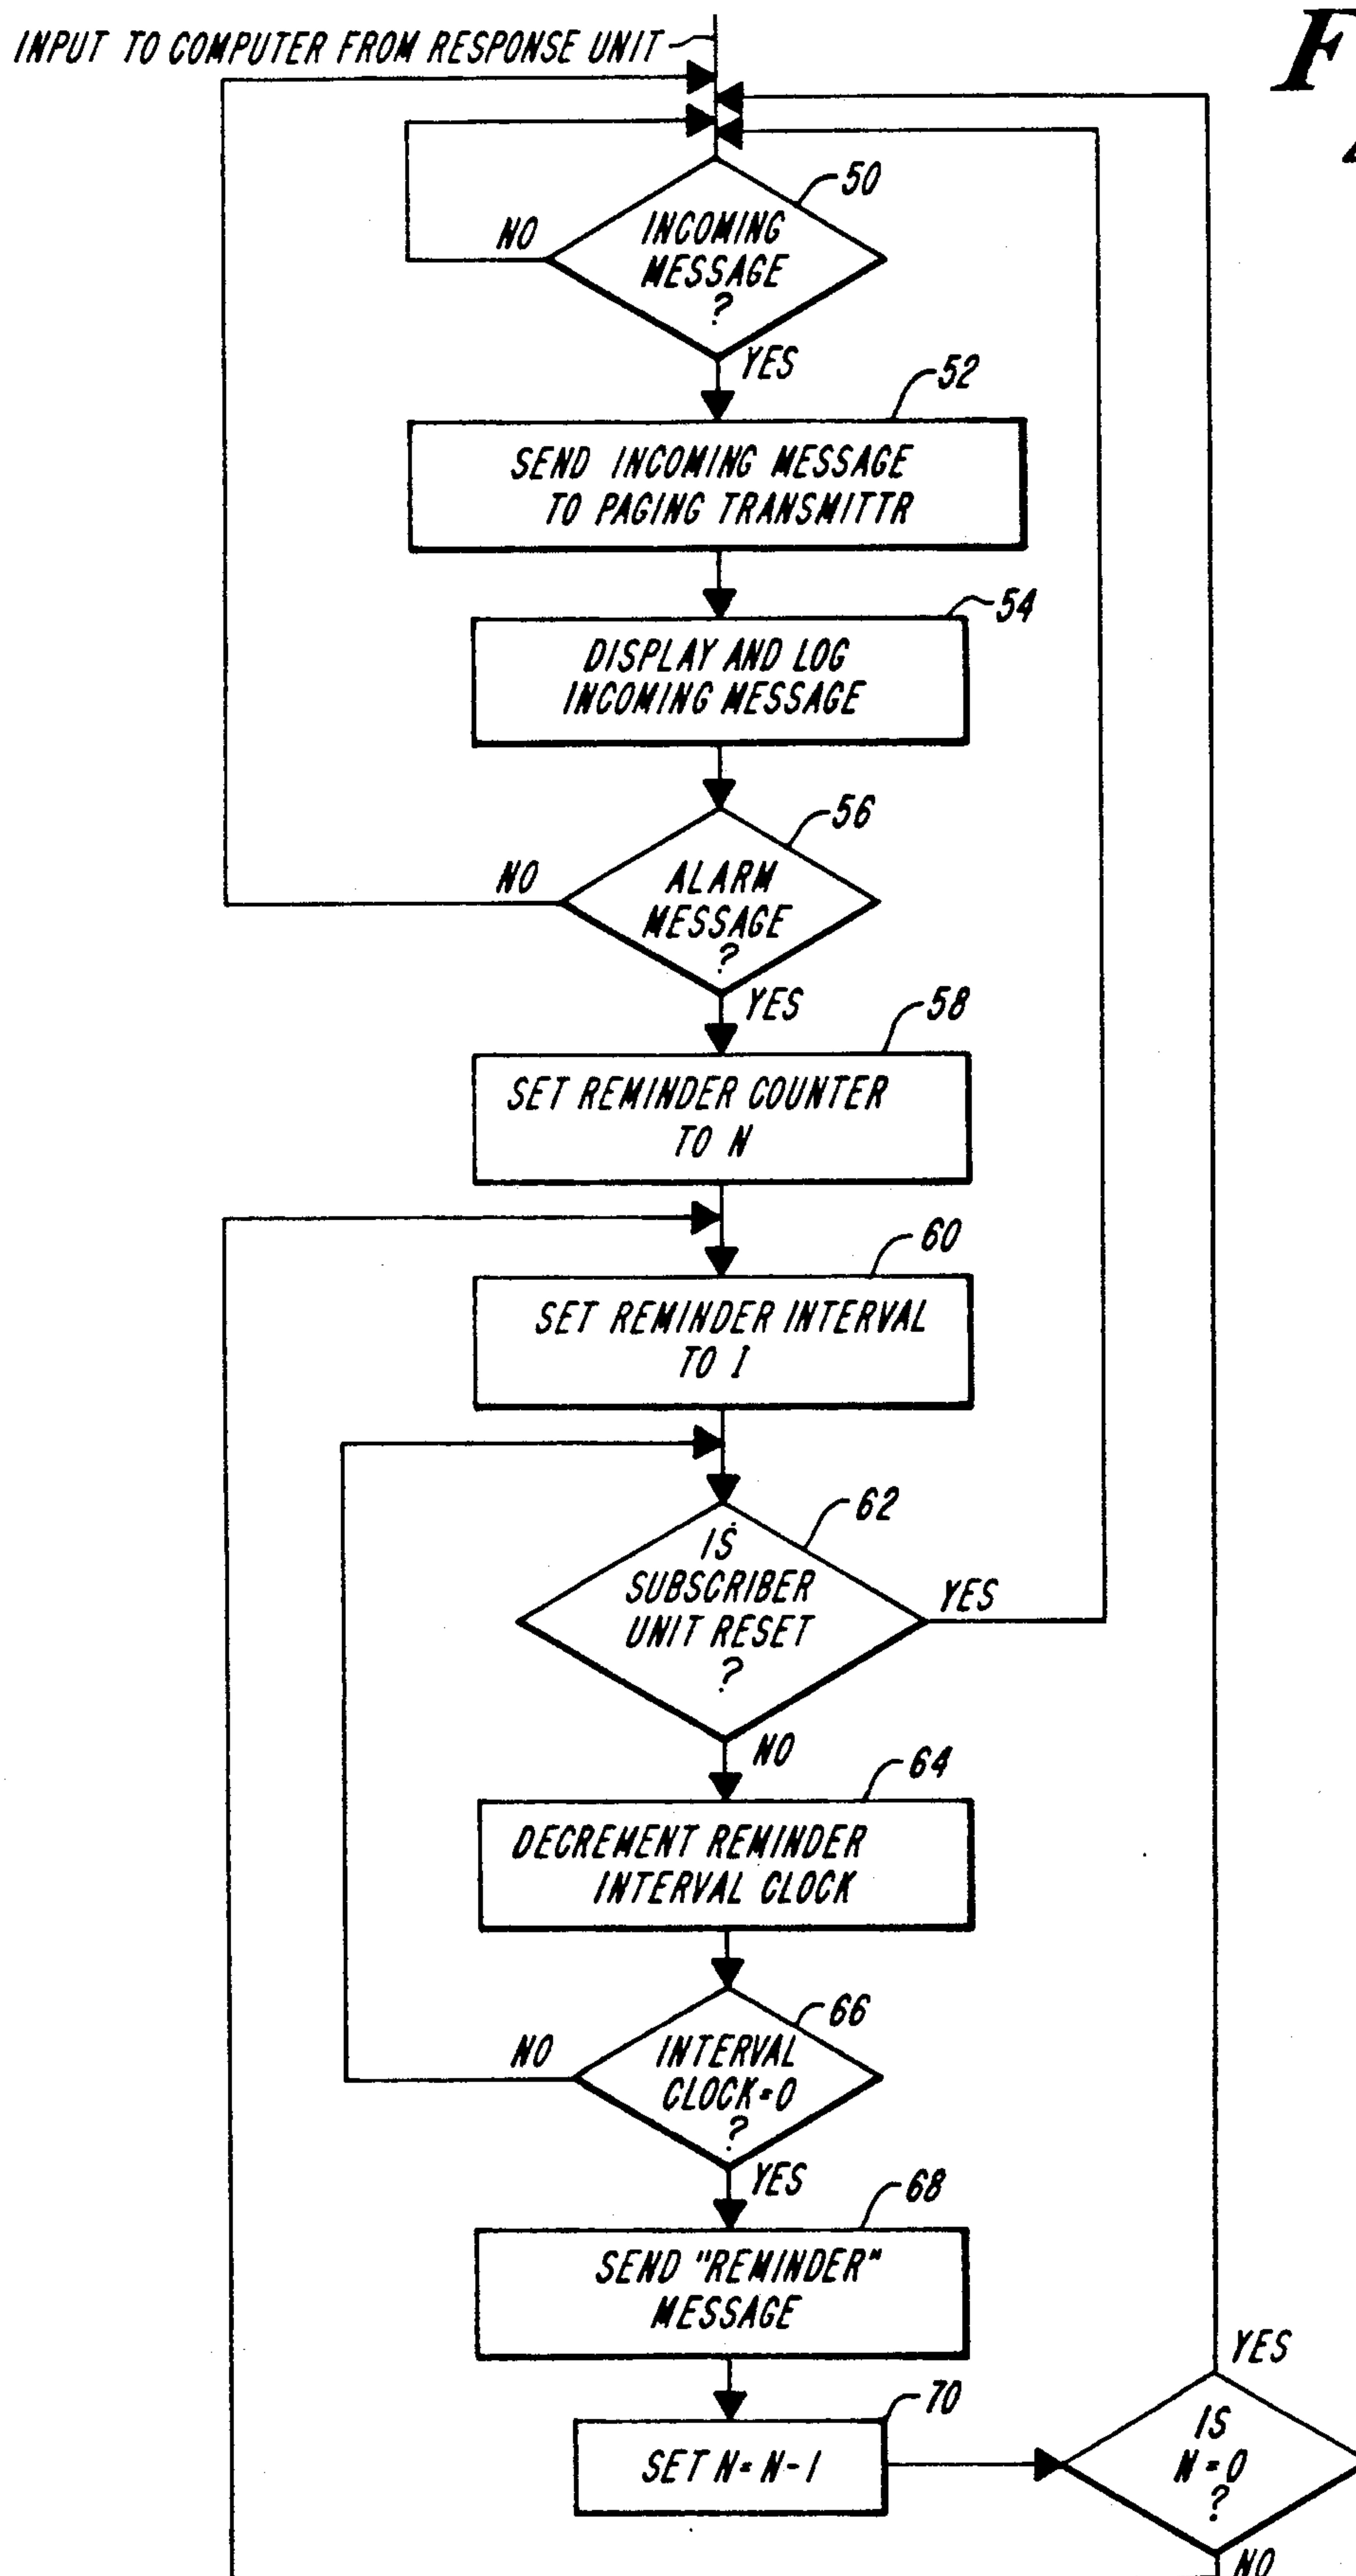 INPUT TO COMPUTER FROM RESPONSE UNIT
F
50
INCOMING
MESSAGE
?
NO
YES
52
SEND INCOMING MESSAGE
TO PAGING TRANSMITTR
54
DISPLAY AND LOG
INCOMING MESSAGE
56
ALARM
MESSAGE
?
NO
YES
58
SET REMINDER COUNTER
TO N
60
SET REMINDER INTERVAL
TO I
62
IS
SUBSCRIBER
UNIT RESET
?
YES
NO
64
DECREMENT REMINDER
INTERVAL CLOCK
66
INTERVAL
CLOCK=0
?
NO
YES
68
SEND "REMINDER"
MESSAGE
70
SET N=N-1
YES
IS
N=0
?
NO